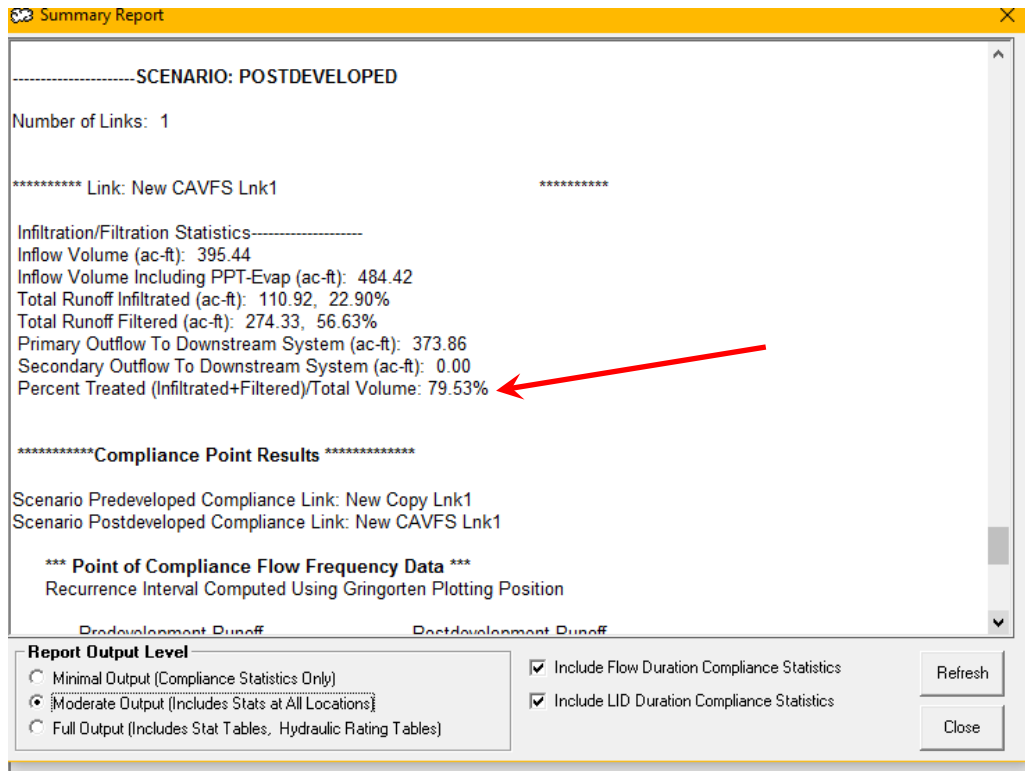 Summary Report
----------------------SCENARIO: POSTDEVELOPED
Number of Links: 1
********** Link: New CAVFS Lnk1 **********
Infiltration/Filtration Statistics--------------------
Inflow Volume (ac-ft): 395.44
Inflow Volume Including PPT-Evap (ac-ft): 484.42
Total Runoff Infiltrated (ac-ft): 110.92, 22.90%
Total Runoff Filtered (ac-ft): 274.33, 56.63%
Primary Outflow To Downstream System (ac-ft): 373.86
Secondary Outflow To Downstream System (ac-ft): 0.00
Percent Treated (Infiltrated+Filtered)/Total Volume: 79.53%
***********Compliance Point Results *************
Scenario Predeveloped Compliance Link: New Copy Lnk1
Scenario Postdeveloped Compliance Link: New CAVFS Lnk1
*** Point of Compliance Flow Frequency Data ***
Recurrence Interval Computed Using Gringorten Plotting Position
Predevelopment Runoff Postdevelopment Runoff
Report Output Level
Minimal Output (Compliance Statistics Only)
Moderate Output (Includes Stats at All Locations)
Full Output (Includes Stat Tables, Hydraulic Rating Tables)
Include Flow Duration Compliance Statistics
Include LID Duration Compliance Statistics
Refresh
Close